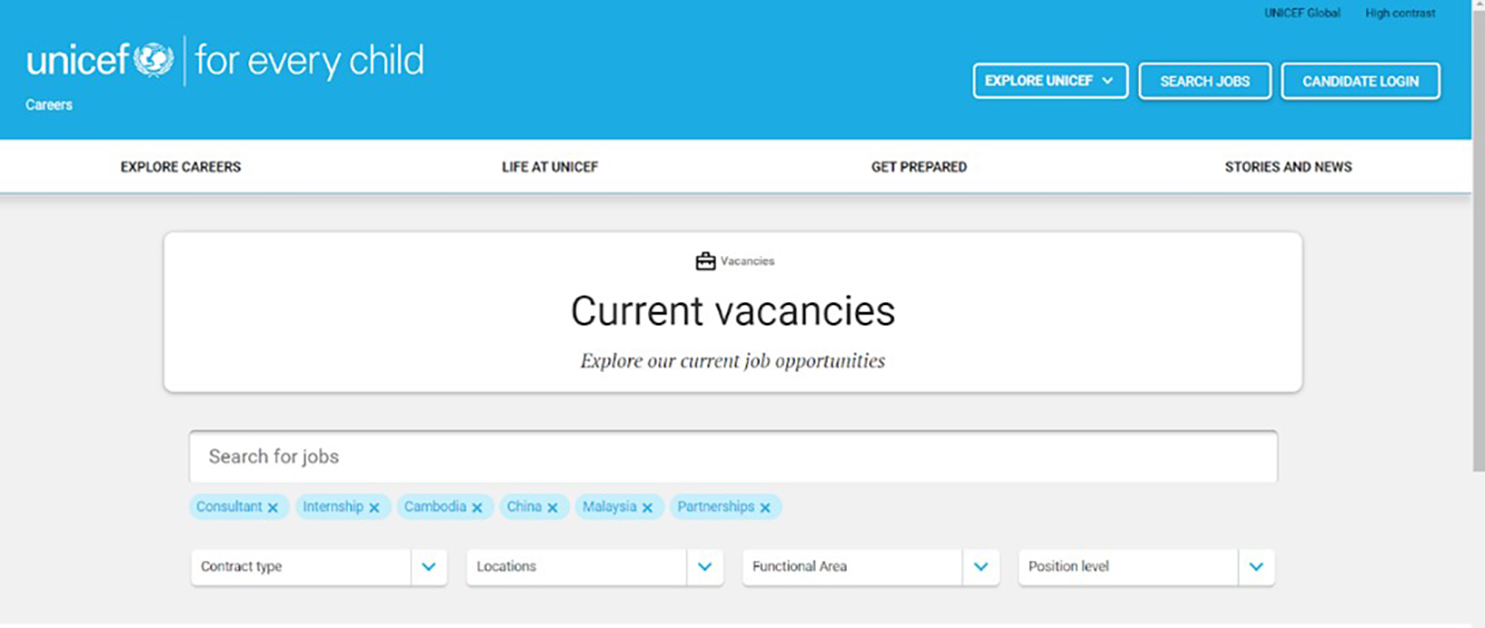 UNICEF Global High contrast
unicef for every child
Careers
EXPLORE UNICEF SEARCH JOBS CANDIDATE LOGIN
EXPLORE CAREERS LIFE AT UNICEF GET PREPARED STORIES AND NEWS
Vacancies
Current vacancies
Explore our current job opportunities
Search for jobs
Consultant × Internship × Cambodia × China × Malaysia × Partnerships ×
Contract type Locations Functional Area Position level